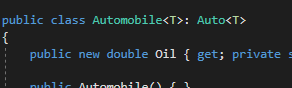 public class Automobile<T>: Auto<T>
{
public new double Oil { get; private s
public Automobile() { }